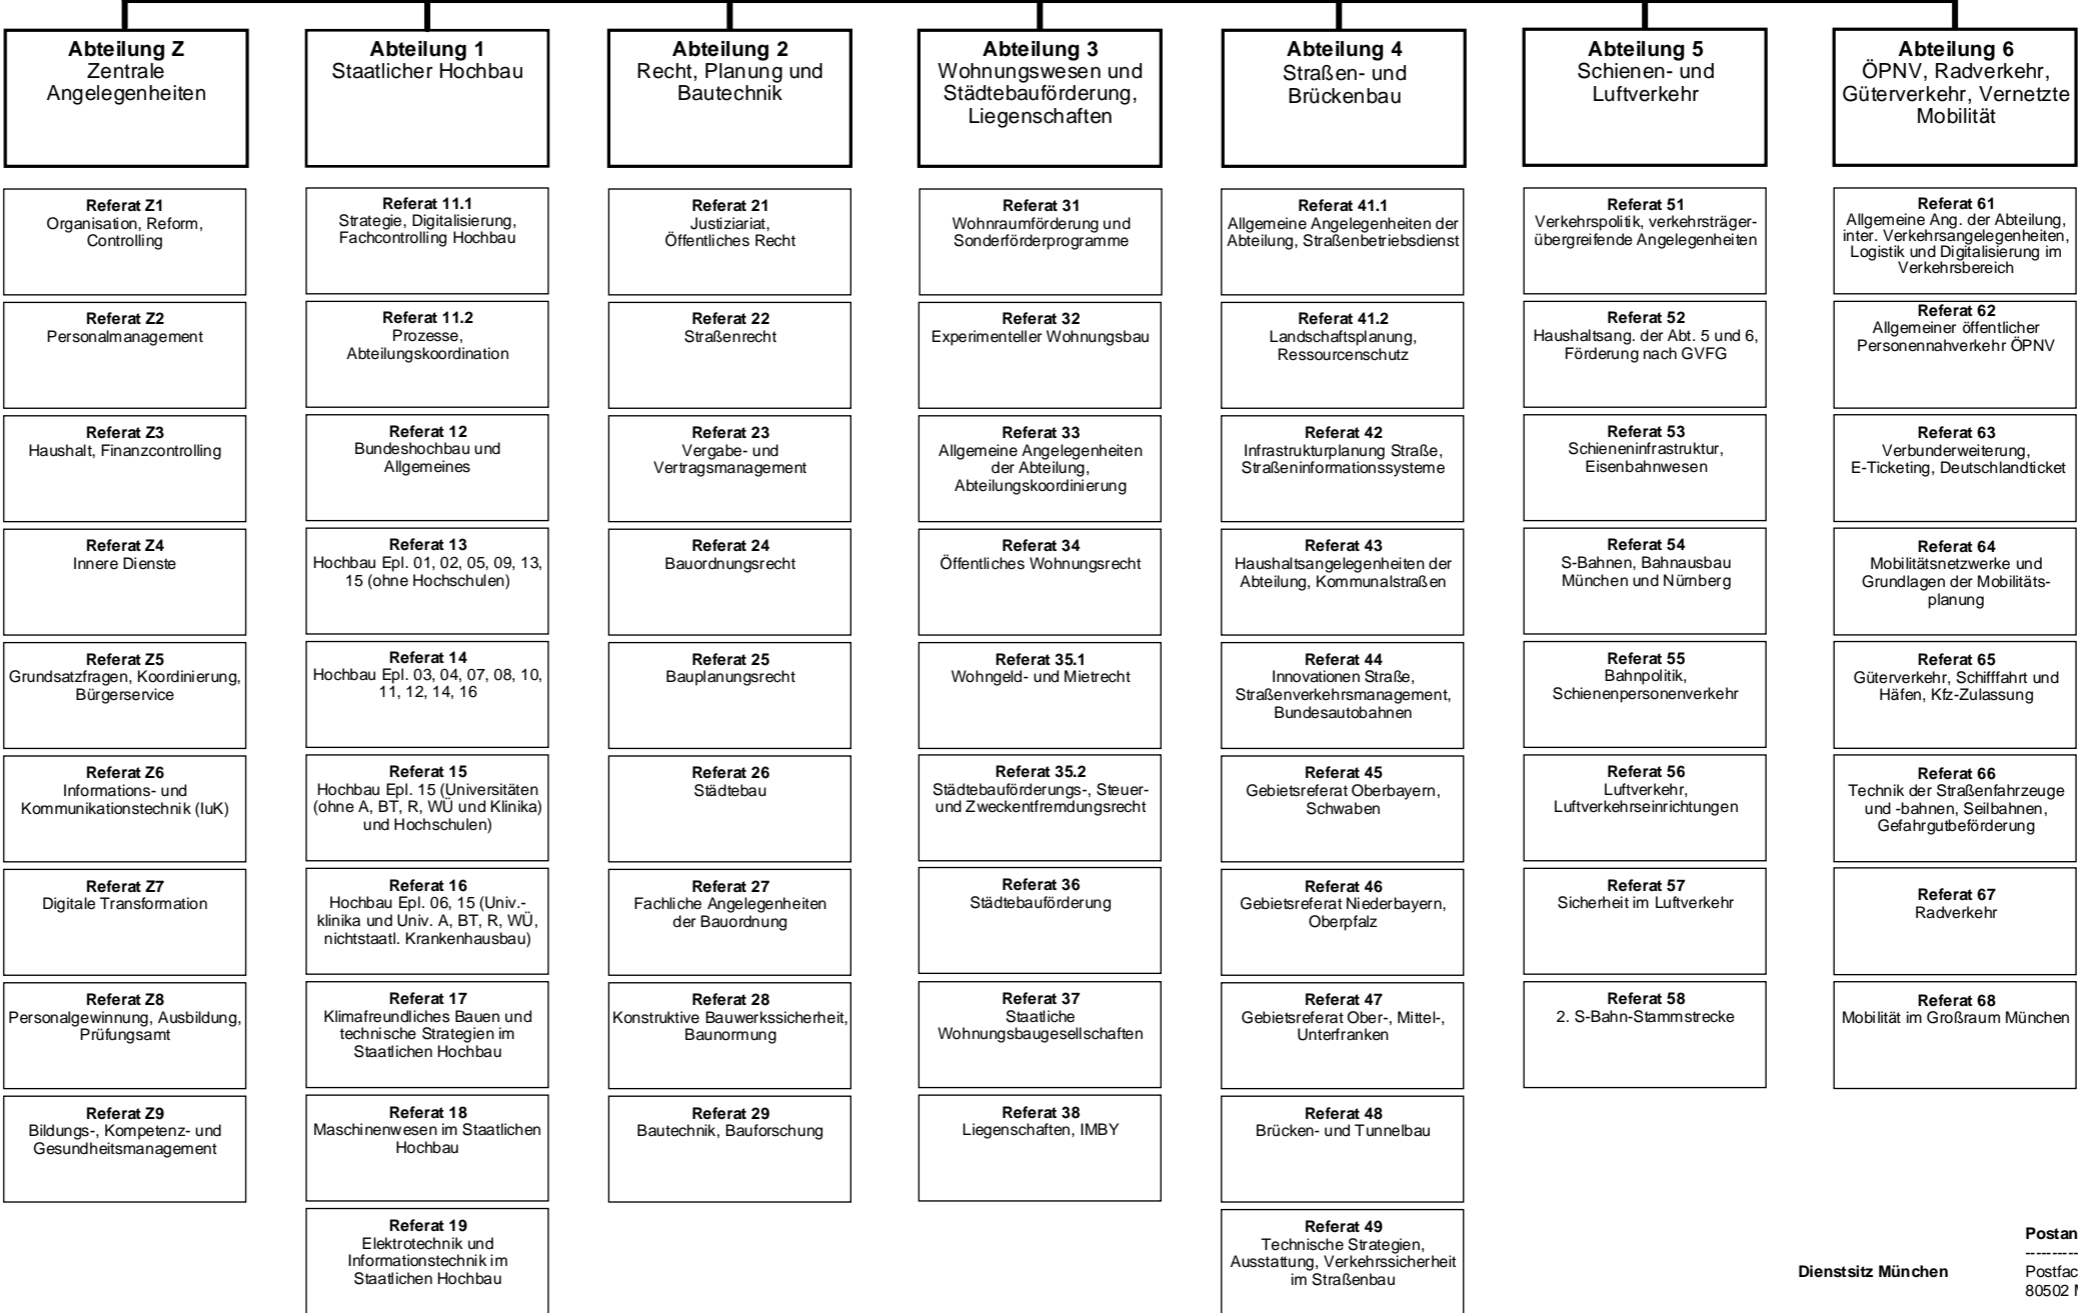 Abteilung Z
Zentrale
Angelegenheiten
Referat Z1
Organisation, Reform,
Controlling
Referat Z2
Personalmanagement
Referat Z3
Haushalt, Finanzcontrolling
Referat Z4
Innere Dienste
Referat Z5
Grundsatzfragen, Koordinierung,
Bürgerservice
Referat Z6
Informations- und
Kommunikationstechnik (IuK)
Referat Z7
Digitale Transformation
Referat Z8
Personalgewinnung, Ausbildung,
Prüfungsamt
Referat Z9
Bildungs-, Kompetenz- und
Gesundheitsmanagement
Abteilung 1
Staatlicher Hochbau
Referat 11.1
Strategie, Digitalisierung,
Fachcontrolling Hochbau
Referat 11.2
Prozesse,
Abteilungskoordination
Referat 12
Bundeshochbau und
Allgemeines
Referat 13
Hochbau Epl. 01, 02, 05, 09, 13,
15 (ohne Hochschulen)
Referat 14
Hochbau Epl. 03, 04, 07, 08, 10,
11, 12, 14, 16
Referat 15
Hochbau Epl. 15 (Universitäten
(ohne A, BT, R, WÜ und Klinika)
und Hochschulen)
Referat 16
Hochbau Epl. 06, 15 (Univ.-
klinika und Univ. A, BT, R, WÜ,
nichtstaatl. Krankenhausbau)
Referat 17
Klimafreundliches Bauen und
technische Strategien im
Staatlichen Hochbau
Referat 18
Maschinenwesen im Staatlichen
Hochbau
Referat 19
Elektrotechnik und
Informationstechnik im
Staatlichen Hochbau
Abteilung 2
Recht, Planung und
Bautechnik
Referat 21
Justiziariat,
Öffentliches Recht
Referat 22
Straßenrecht
Referat 23
Vergabe- und
Vertragsmanagement
Referat 24
Bauordnungsrecht
Referat 25
Bauplanungsrecht
Referat 26
Städtebau
Referat 27
Fachliche Angelegenheiten
der Bauordnung
Referat 28
Konstruktive Bauwerkssicherheit,
Baunormung
Referat 29
Bautechnik, Bauforschung
Abteilung 3
Wohnungswesen und
Städtebauförderung,
Liegenschaften
Referat 31
Wohnraumförderung und
Sonderförderprogramme
Referat 32
Experimenteller Wohnungsbau
Referat 33
Allgemeine Angelegenheiten
der Abteilung,
Abteilungskoordinierung
Referat 34
Öffentliches Wohnungsrecht
Referat 35.1
Wohngeld- und Mietrecht
Referat 35.2
Städtebauförderungs-, Steuer-
und Zweckentfremdungsrecht
Referat 36
Städtebauförderung
Referat 37
Staatliche
Wohnungsbaugesellschaften
Referat 38
Liegenschaften, IMBY
Abteilung 4
Straßen- und
Brückenbau
Referat 41.1
Allgemeine Angelegenheiten der
Abteilung, Straßenbetriebsdienst
Referat 41.2
Landschaftsplanung,
Ressourcenschutz
Referat 42
Infrastrukturplanung Straße,
Straßeninformationssysteme
Referat 43
Haushaltsangelegenheiten der
Abteilung, Kommunalstraßen
Referat 44
Innovationen Straße,
Straßenverkehrsmanagement,
Bundesautobahnen
Referat 45
Gebietsreferat Oberbayern,
Schwaben
Referat 46
Gebietsreferat Niederbayern,
Oberpfalz
Referat 47
Gebietsreferat Ober-, Mittel-,
Unterfranken
Referat 48
Brücken- und Tunnelbau
Referat 49
Technische Strategien,
Ausstattung, Verkehrssicherheit
im Straßenbau
Abteilung 5
Schienen- und
Luftverkehr
Referat 51
Verkehrspolitik, verkehrsträger-
übergreifende Angelegenheiten
Referat 52
Haushaltsang. der Abt. 5 und 6,
Förderung nach GVFG
Referat 53
Schieneninfrastruktur,
Eisenbahnwesen
Referat 54
S-Bahnen, Bahnausbau
München und Nürnberg
Referat 55
Bahnpolitik,
Schienenpersonenverkehr
Referat 56
Luftverkehr,
Luftverkehrseinrichtungen
Referat 57
Sicherheit im Luftverkehr
Referat 58
2. S-Bahn-Stammstrecke
Abteilung 6
ÖPNV, Radverkehr,
Güterverkehr, Vernetzte
Mobilität
Referat 61
Allgemeine Ang. der Abteilung,
inter. Verkehrsangelegenheiten,
Logistik und Digitalisierung im
Verkehrsbereich
Referat 62
Allgemeiner öffentlicher
Personennahverkehr ÖPNV
Referat 63
Verbunderweiterung,
E-Ticketing, Deutschlandticket
Referat 64
Mobilitätsnetzwerke und
Grundlagen der Mobilitäts-
planung
Referat 65
Güterverkehr, Schifffahrt und
Häfen, Kfz-Zulassung
Referat 66
Technik der Straßenfahrzeuge
und -bahnen, Seilbahnen,
Gefahrgutbeförderung
Referat 67
Radverkehr
Referat 68
Mobilität im Großraum München
Dienstsitz München
Postan
----------
Postfac
80502